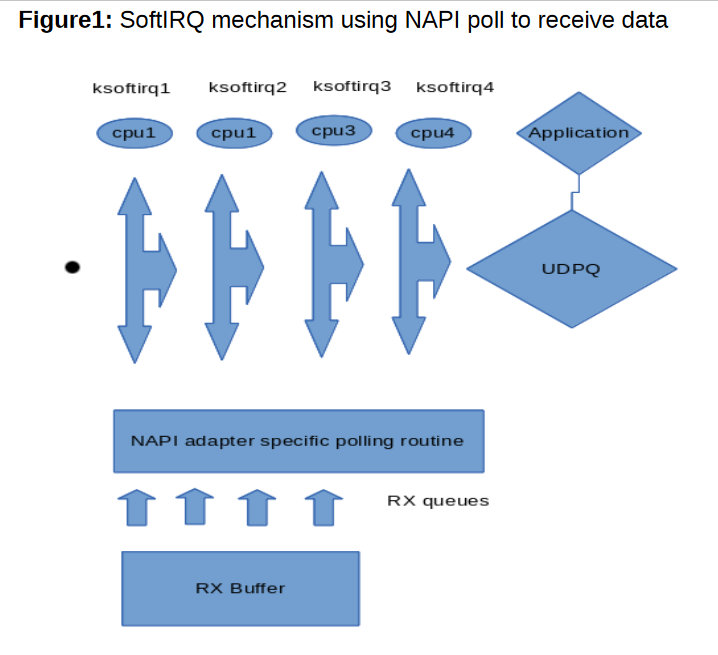 Figure1: SoftIRQ mechanism using NAPI poll to receive data
ksoftirq1 ksoftirq2 ksoftirq3 ksoftirq4
cpu1 cpu1 cpu3 cpu4 Application
UDPQ
NAPI adapter specific polling routine
RX queues
RX Buffer